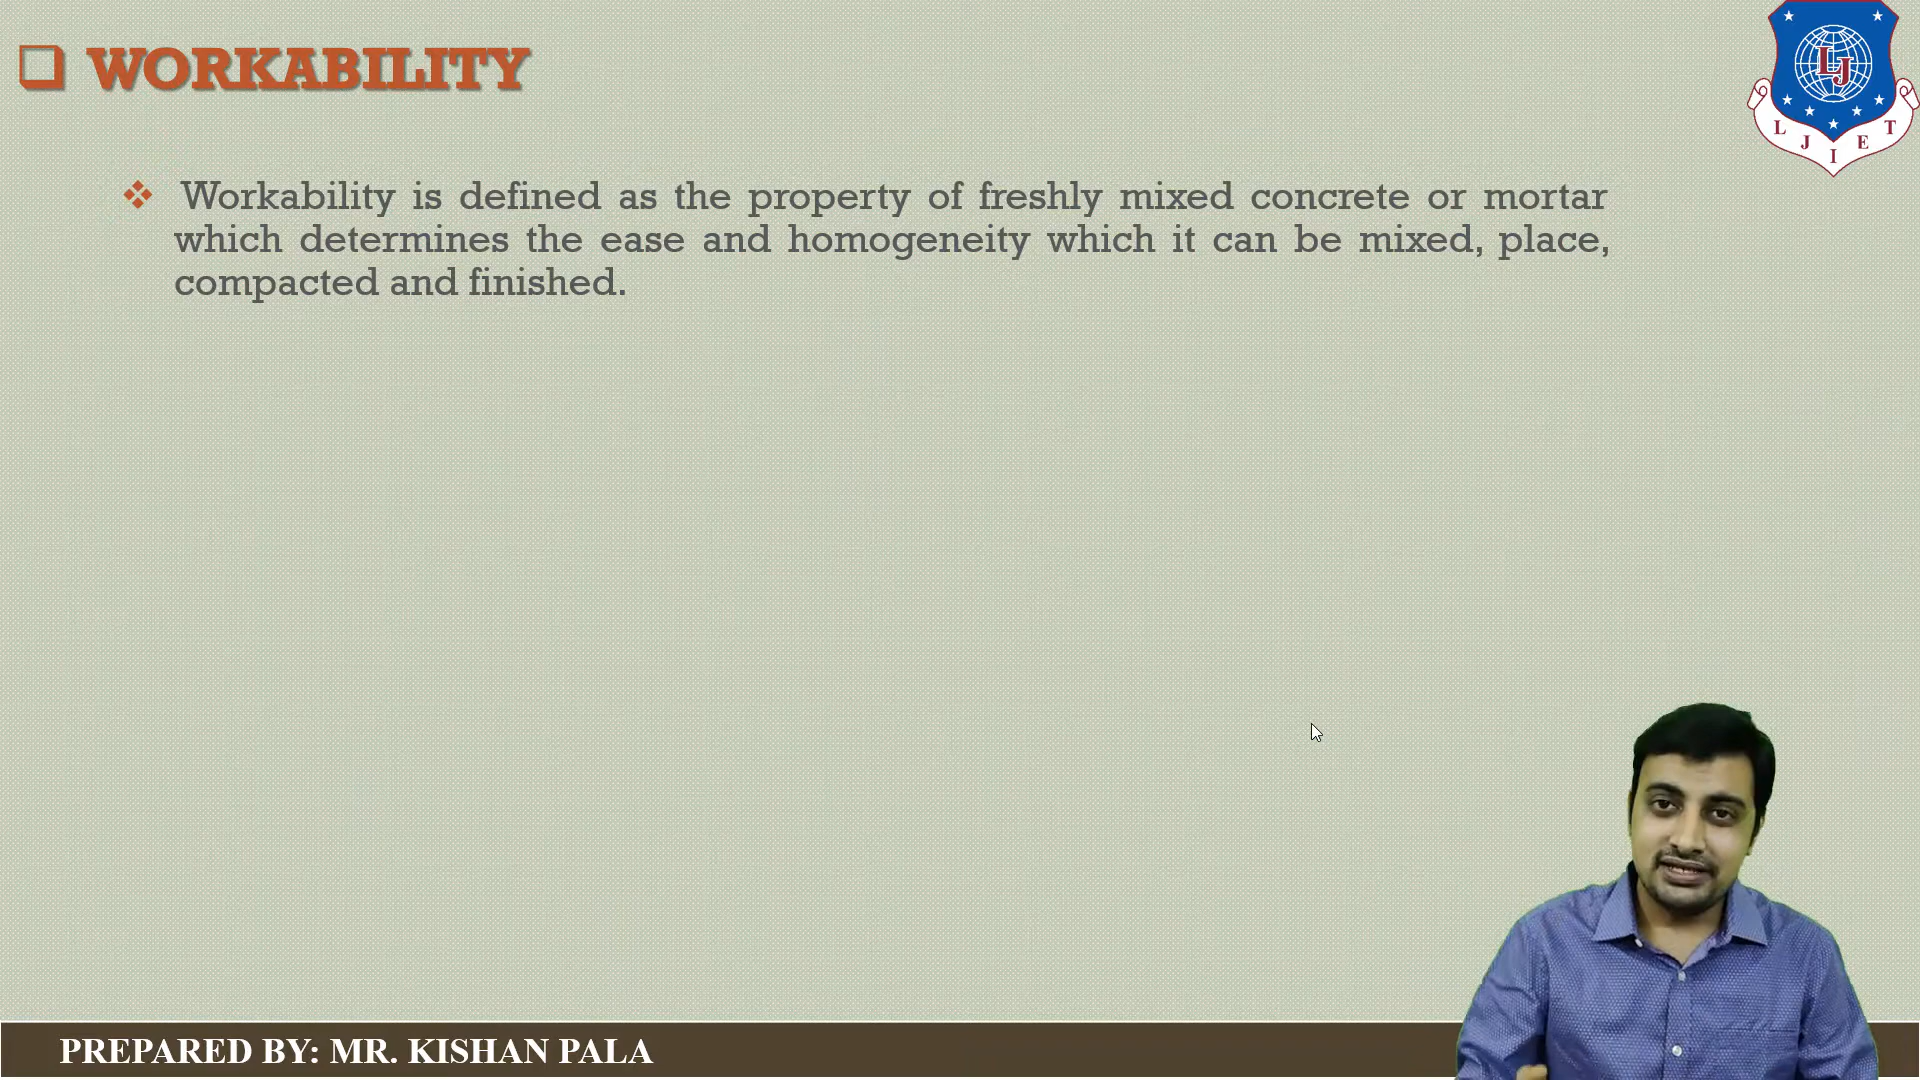 WORKABILITY
Workability is defined as the property of freshly mixed concrete or mortar
which determines the ease and homogeneity which it can be mixed, place,
compacted and finished.
LJ
L J I E T
PREPARED BY: MR. KISHAN PALA